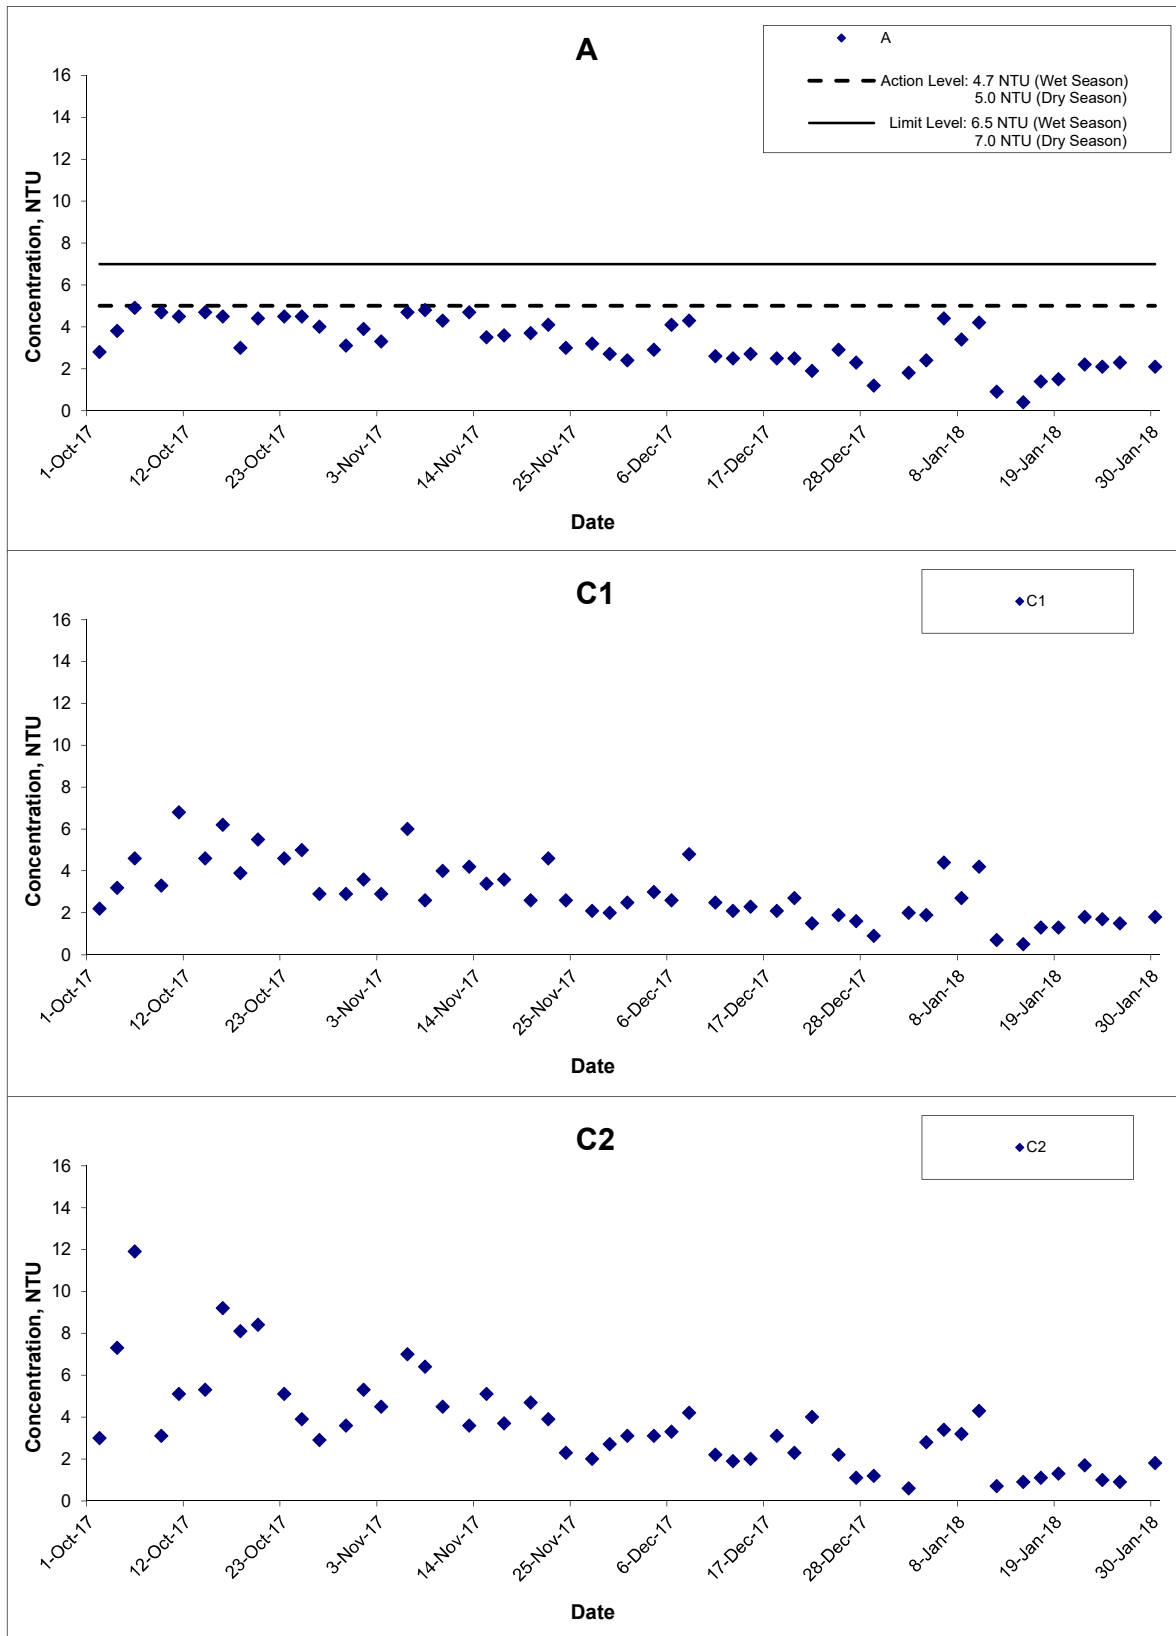 A
A
Action Level: 4.7 NTU (Wet Season)
5.0 NTU (Dry Season)
Limit Level: 6.5 NTU (Wet Season)
7.0 NTU (Dry Season)
Concentration, NTU
16
14
12
10
8
6
4
2
0
1-Oct-17
12-Oct-17
23-Oct-17
3-Nov-17
14-Nov-17
25-Nov-17
6-Dec-17
17-Dec-17
28-Dec-17
8-Jan-18
19-Jan-18
30-Jan-18
Date
C1
C1
Concentration, NTU
16
14
12
10
8
6
4
2
0
1-Oct-17
12-Oct-17
23-Oct-17
3-Nov-17
14-Nov-17
25-Nov-17
6-Dec-17
17-Dec-17
28-Dec-17
8-Jan-18
19-Jan-18
30-Jan-18
Date
C2
C2
Concentration, NTU
16
14
12
10
8
6
4
2
0
1-Oct-17
12-Oct-17
23-Oct-17
3-Nov-17
14-Nov-17
25-Nov-17
6-Dec-17
17-Dec-17
28-Dec-17
8-Jan-18
19-Jan-18
30-Jan-18
Date